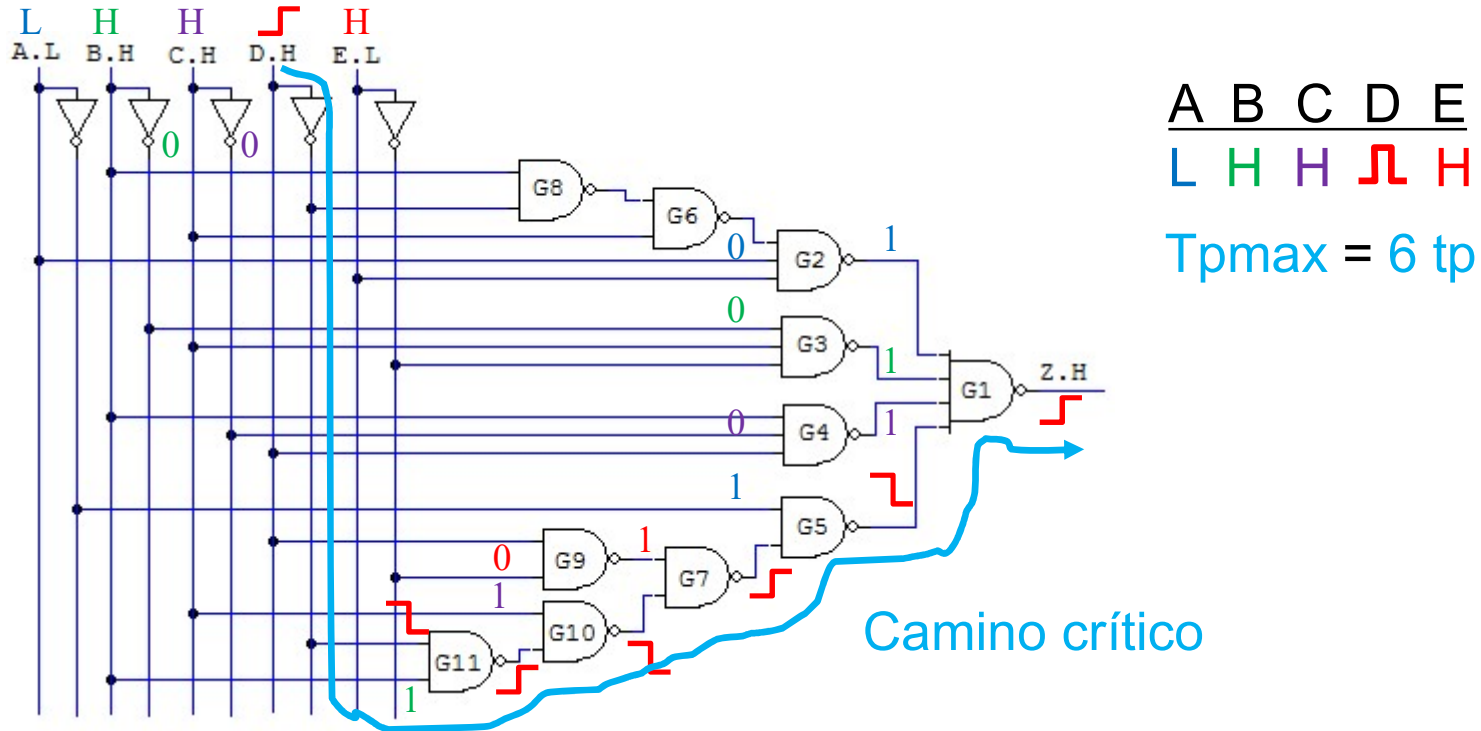 L H H H
A.L B.H C.H D.H E.L
A B C D E
L H H H
Tpmax = 6 tp
0 0
G8
G6
0 1
G2
0
G3
1
Z.H
G1
0 1
G4
1
G5
0 1
G9
G7
1
G10
G11
1
Camino crítico